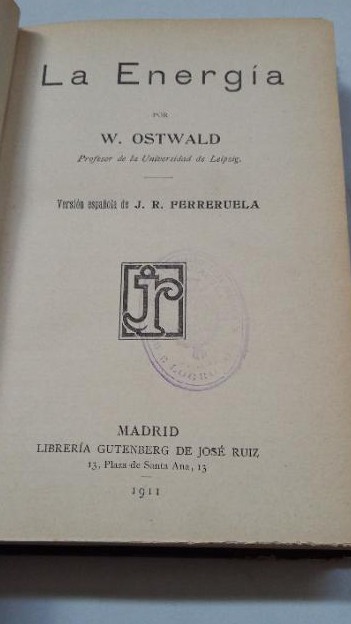 La Energía
POR
W. OSTWALD
Profesor de la Universidad de Leipzig.
Versión española de J. R. PERRERUELA
jr
MADRID
LIBRERÍA GUTENBERG DE JOSÉ RUIZ
13, Plaza de Santa Ana, 13
1911